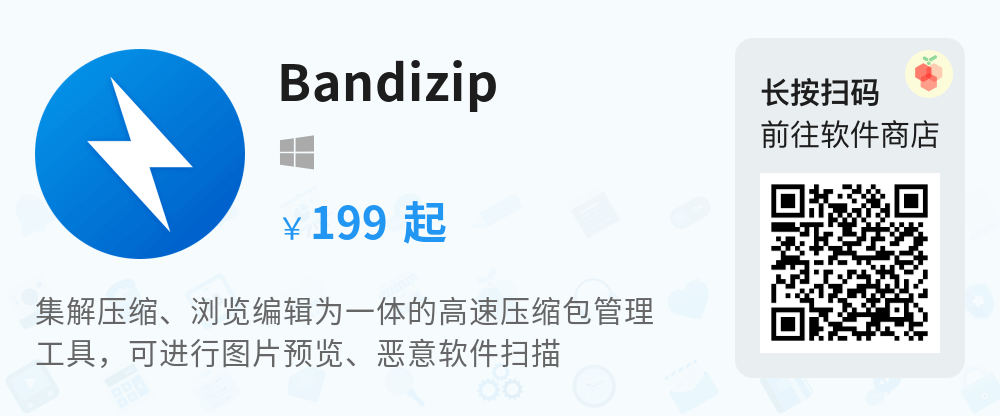 Bandizip
¥ 199 起
集解压缩、浏览编辑为一体的高速压缩包管理
工具，可进行图片预览、恶意软件扫描
长按扫码
前往软件商店